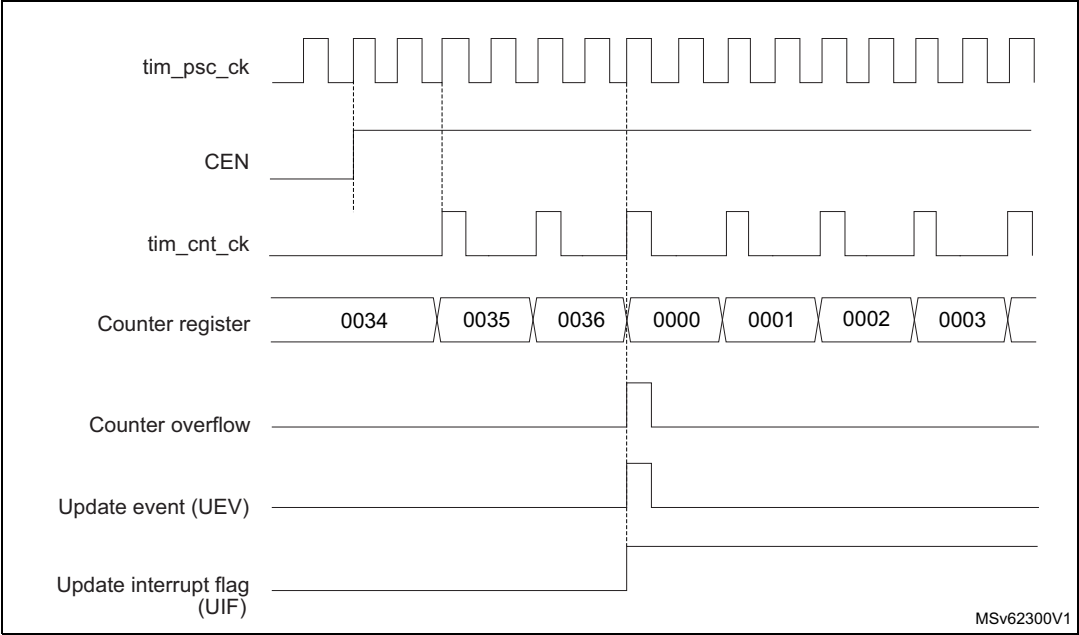 tim_psc_ck
CEN
tim_cnt_ck
Counter register 0034 0035 0036 0000 0001 0002 0003
Counter overflow
Update event (UEV)
Update interrupt flag
(UIF)
MSv62300V1